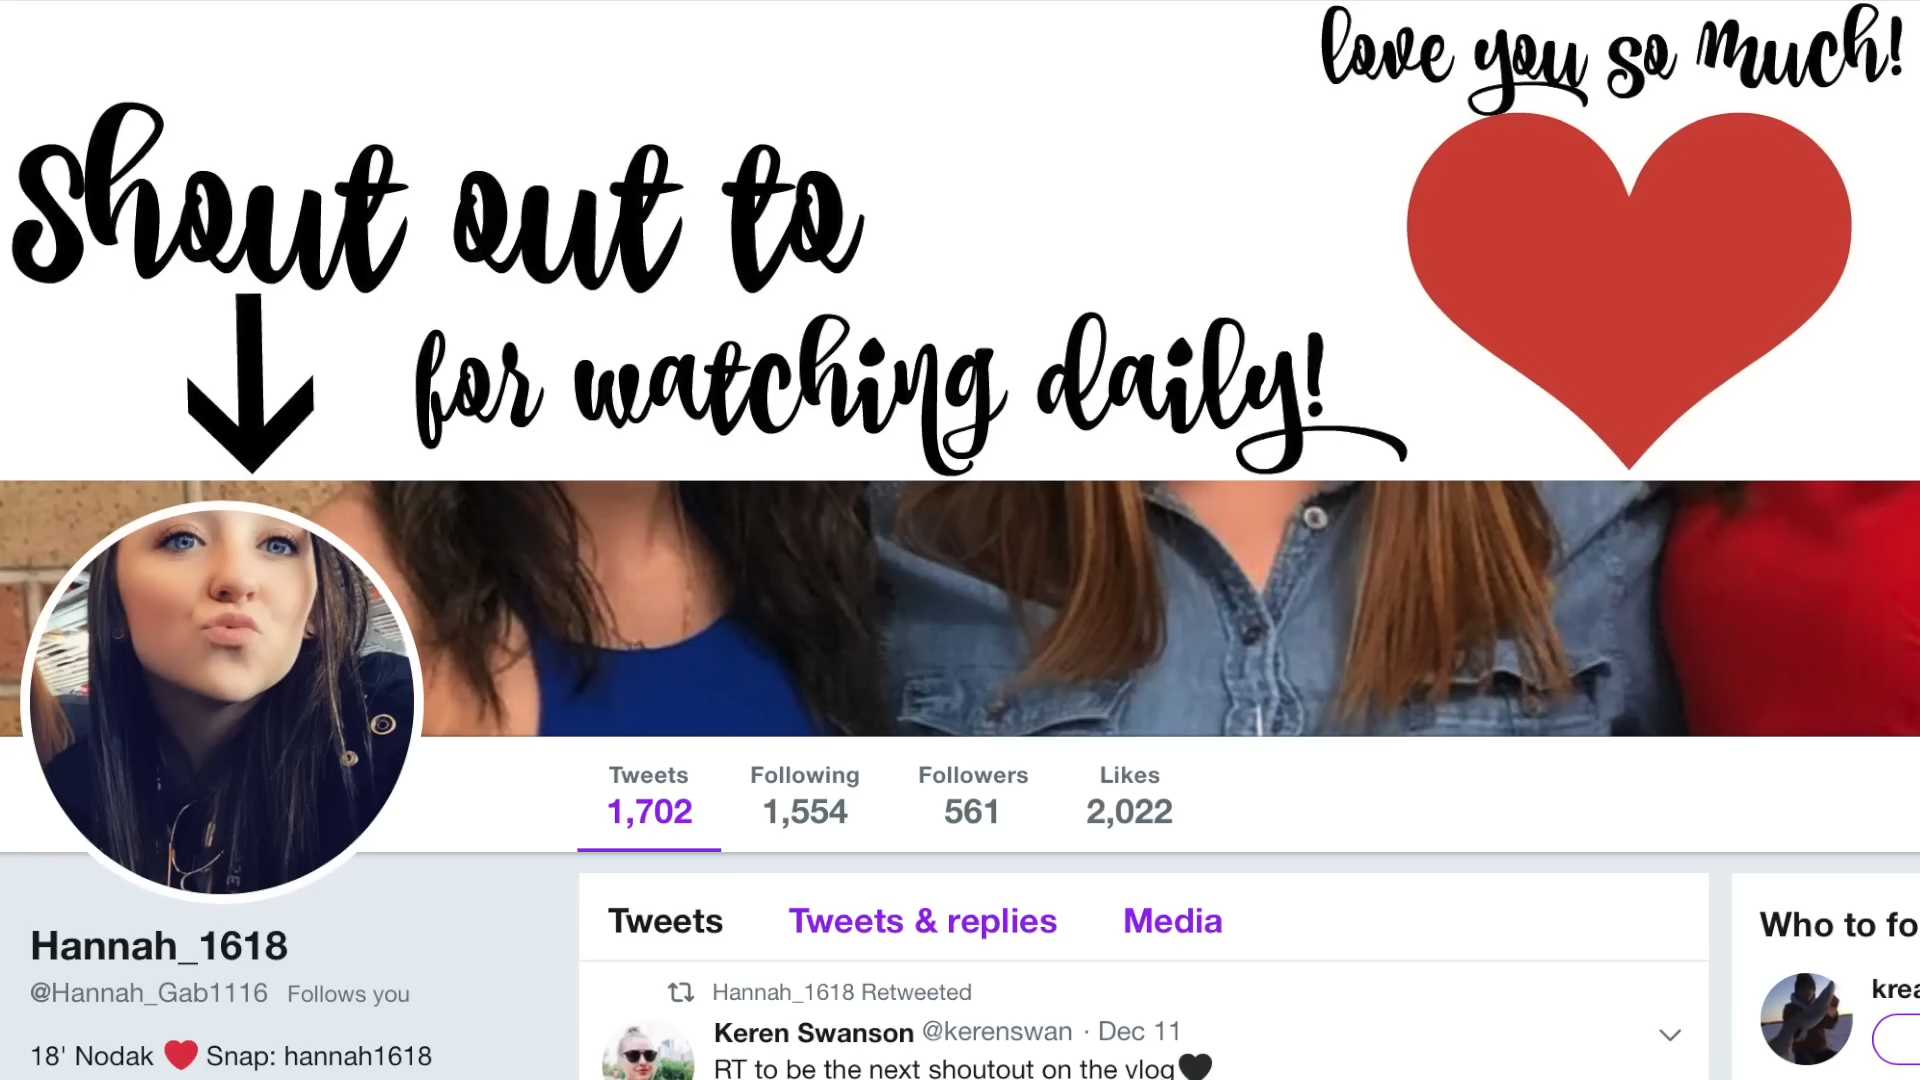 love you so much!
Shout out to
for watching daily!
Tweets Following Followers Likes
1,702 1,554 561 2,022
Tweets Tweets & replies Media
Who to fo
Hannah_1618
@Hannah_Gab1116 Follows you
18' Nodak ❤ Snap: hannah1618
Hannah_1618 Retweeted
Keren Swanson @kerenswan · Dec 11
RT to be the next shoutout on the vlog🖤
krea